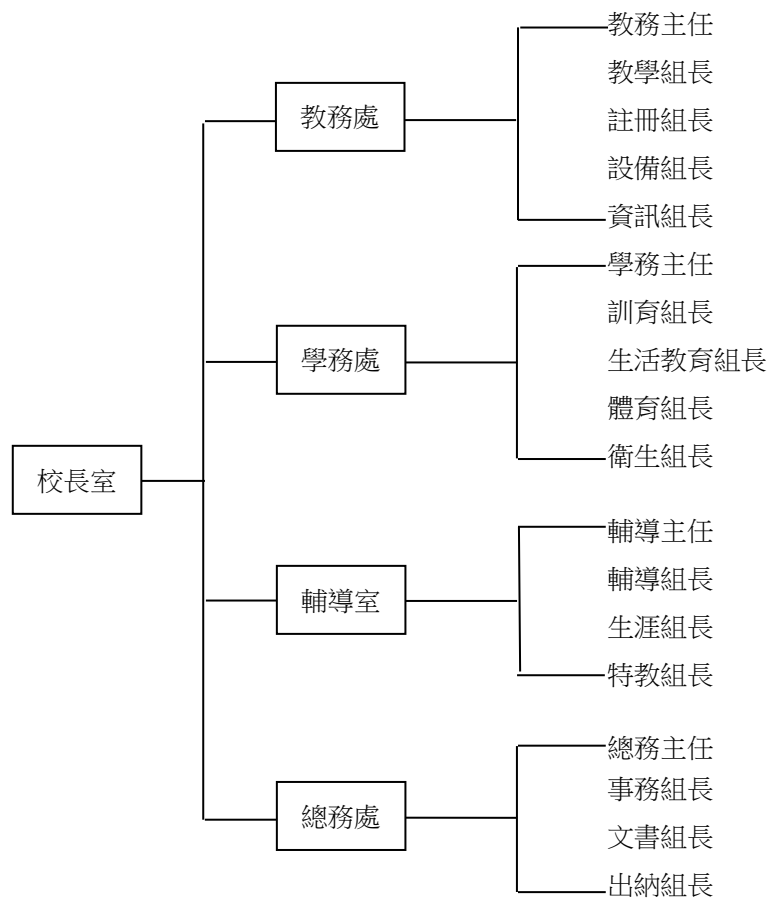 教務主任
教學組長
教務處
註冊組長
設備組長
資訊組長
學務主任
訓育組長
學務處
生活教育組長
體育組長
衛生組長
校長室
輔導主任
輔導組長
輔導室
生涯組長
特教組長
總務主任
事務組長
總務處
文書組長
出納組長